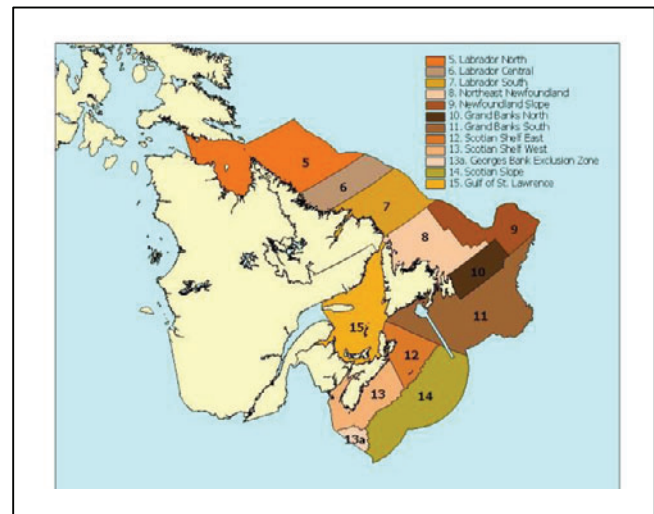 5. Labrador North
6. Labrador Central
7. Labrador South
8. Northeast Newfoundland
9. Newfoundland Slope
10. Grand Banks North
11. Grand Banks South
12. Scotian Shelf East
13. Scotian Shelf West
13a. Georges Bank Exclusion Zone
14. Scotian Slope
15. Gulf of St. Lawrence
5
6
7
8
9
10
11
15
12
13
14
13a